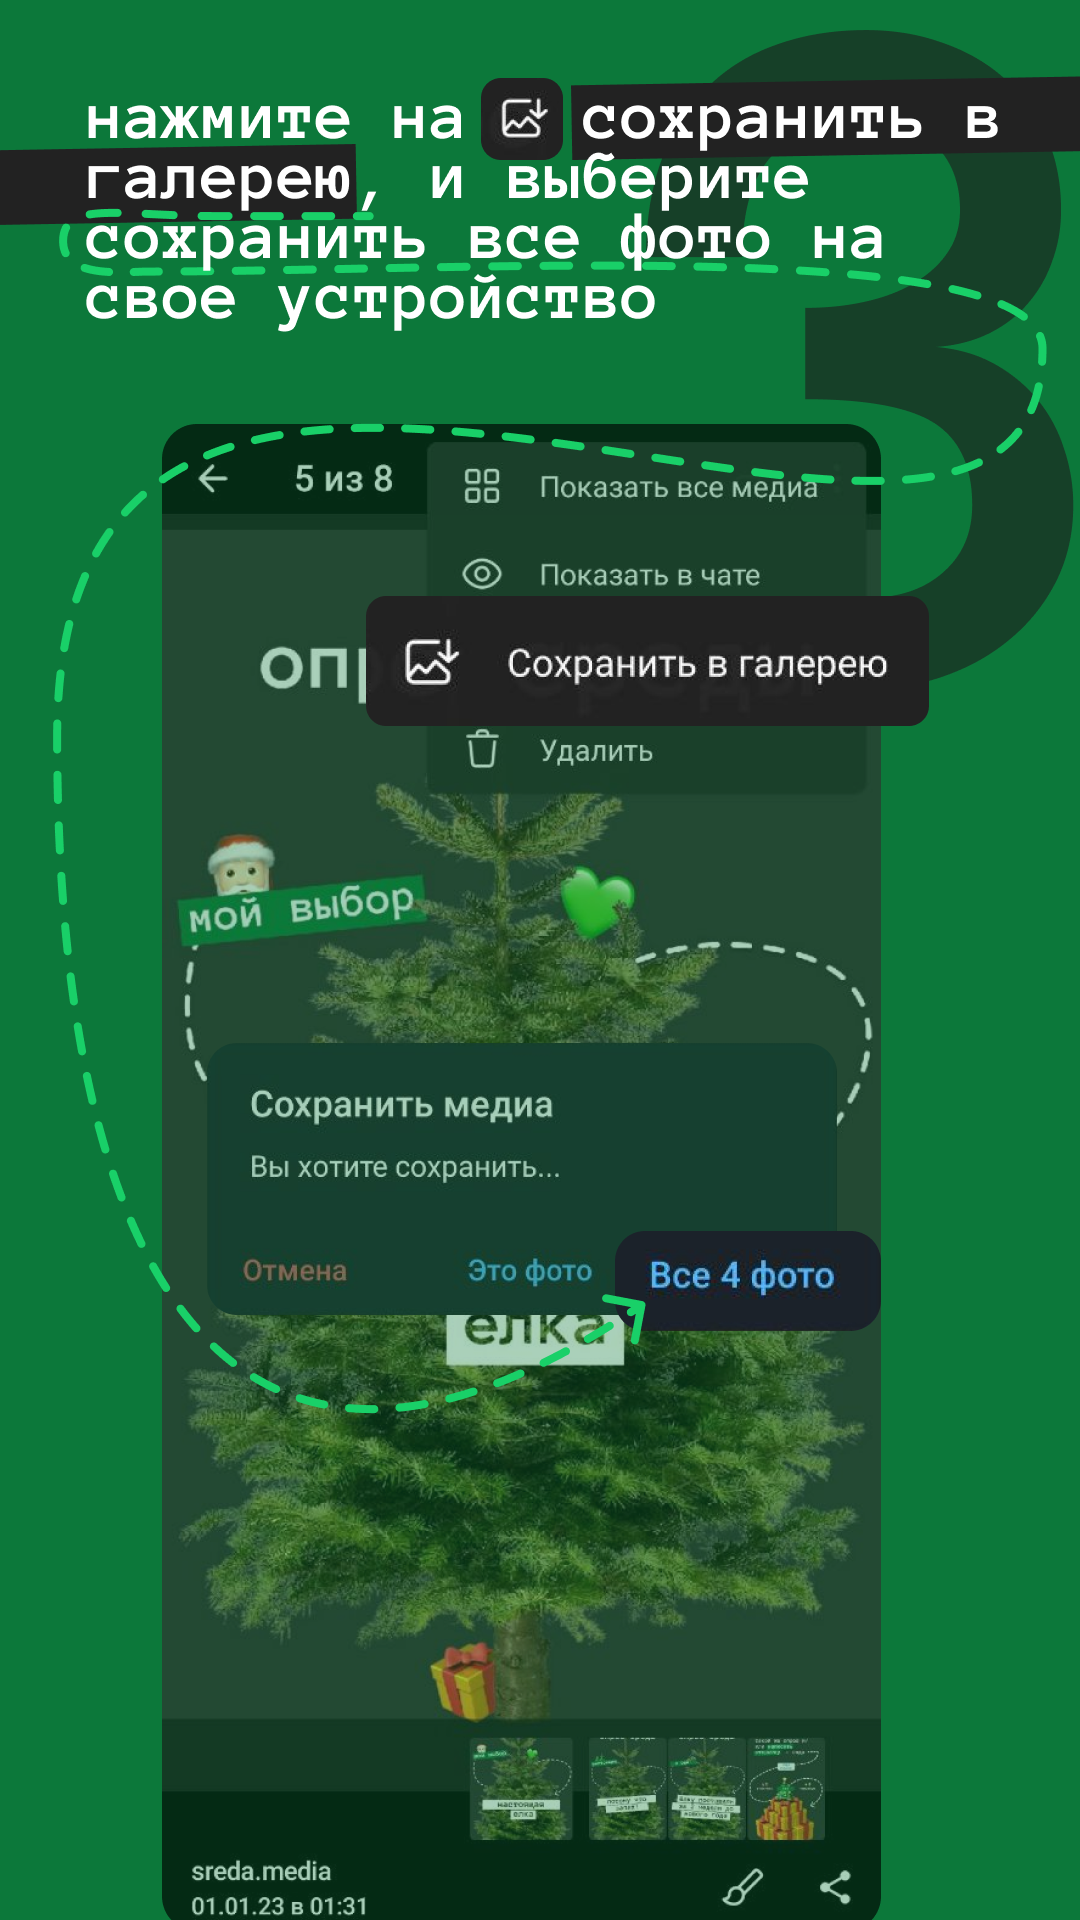 3
нажмите на сохранить в
галерею, и выберите
сохранить все фото на
свое устройство
5 из 8
Показать все медиа
Показать в чате
Сохранить в галерею
Удалить
мой выбор
Сохранить медиа
Вы хотите сохранить...
Отмена
Это фото
Все 4 фото
елка
настоящая
елка
sreda.media
01.01.23 в 01:31